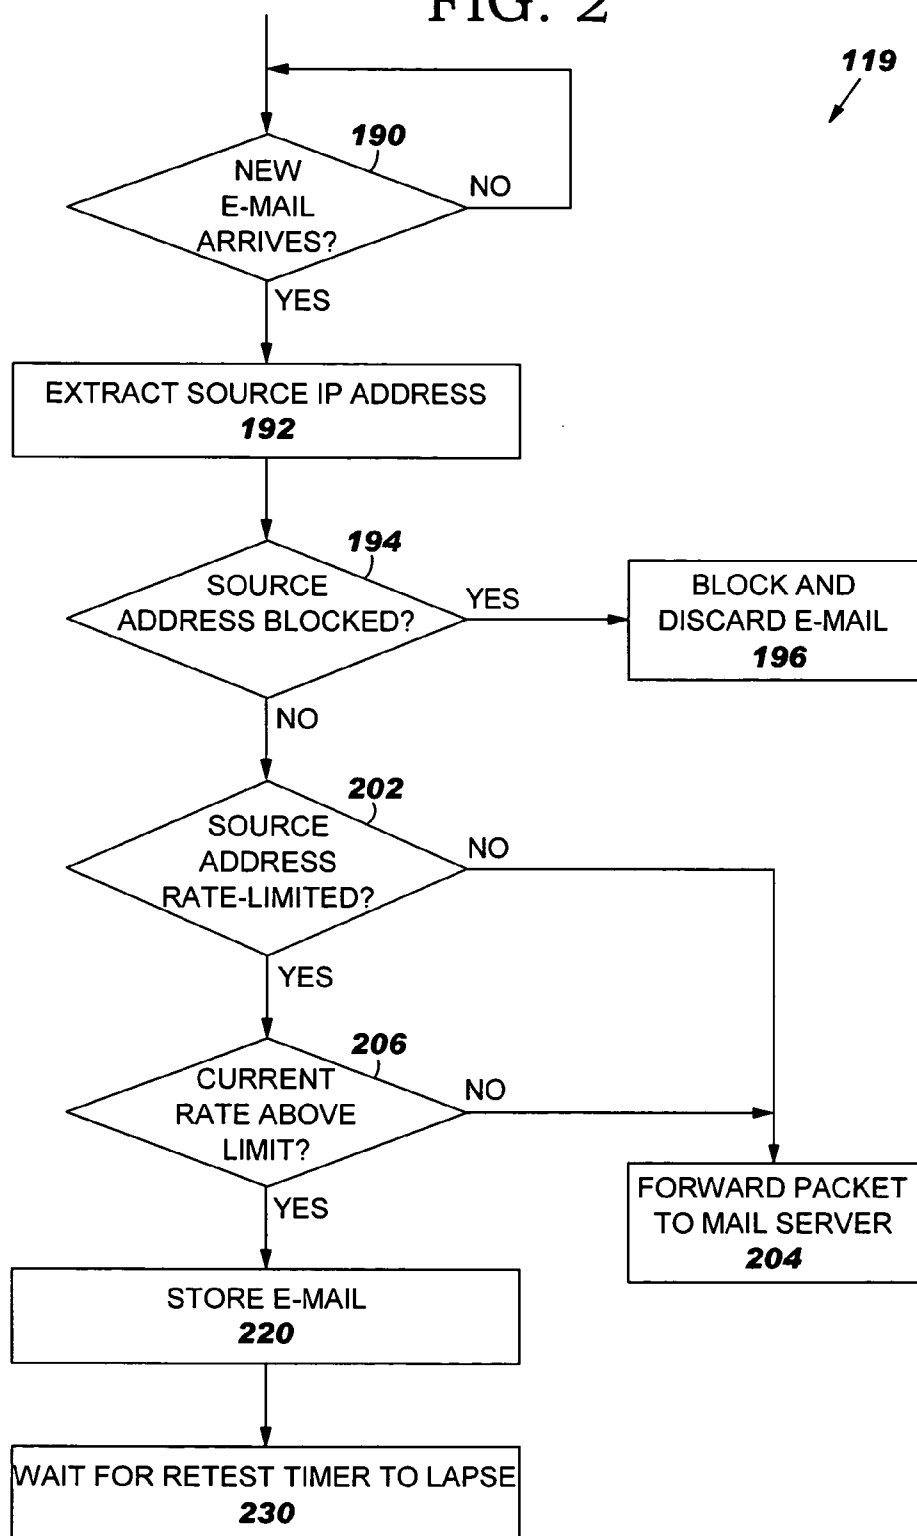 FIG. 2
119
190
NEW
E-MAIL
ARRIVES?
NO
YES
EXTRACT SOURCE IP ADDRESS
192
194
SOURCE
ADDRESS BLOCKED?
YES
BLOCK AND
DISCARD E-MAIL
196
NO
202
SOURCE
ADDRESS
RATE-LIMITED?
NO
YES
206
CURRENT
RATE ABOVE
LIMIT?
NO
YES
FORWARD PACKET
TO MAIL SERVER
204
STORE E-MAIL
220
WAIT FOR RETEST TIMER TO LAPSE
230